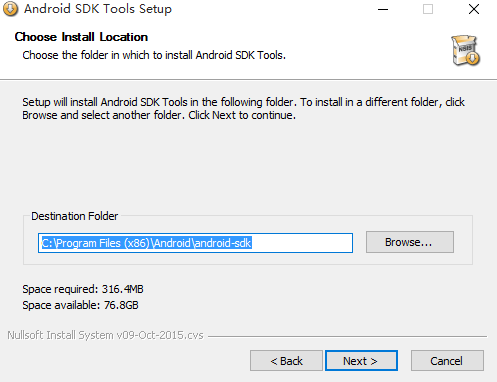 Android SDK Tools Setup
Choose Install Location
Choose the folder in which to install Android SDK Tools.
Setup will install Android SDK Tools in the following folder. To install in a different folder, click
Browse and select another folder. Click Next to continue.
Destination Folder
C:\Program Files (x86)\Android\android-sdk
Browse...
Space required: 316.4MB
Space available: 76.8GB
Nullsoft Install System v09-Oct-2015.cvs
< Back
Next >
Cancel